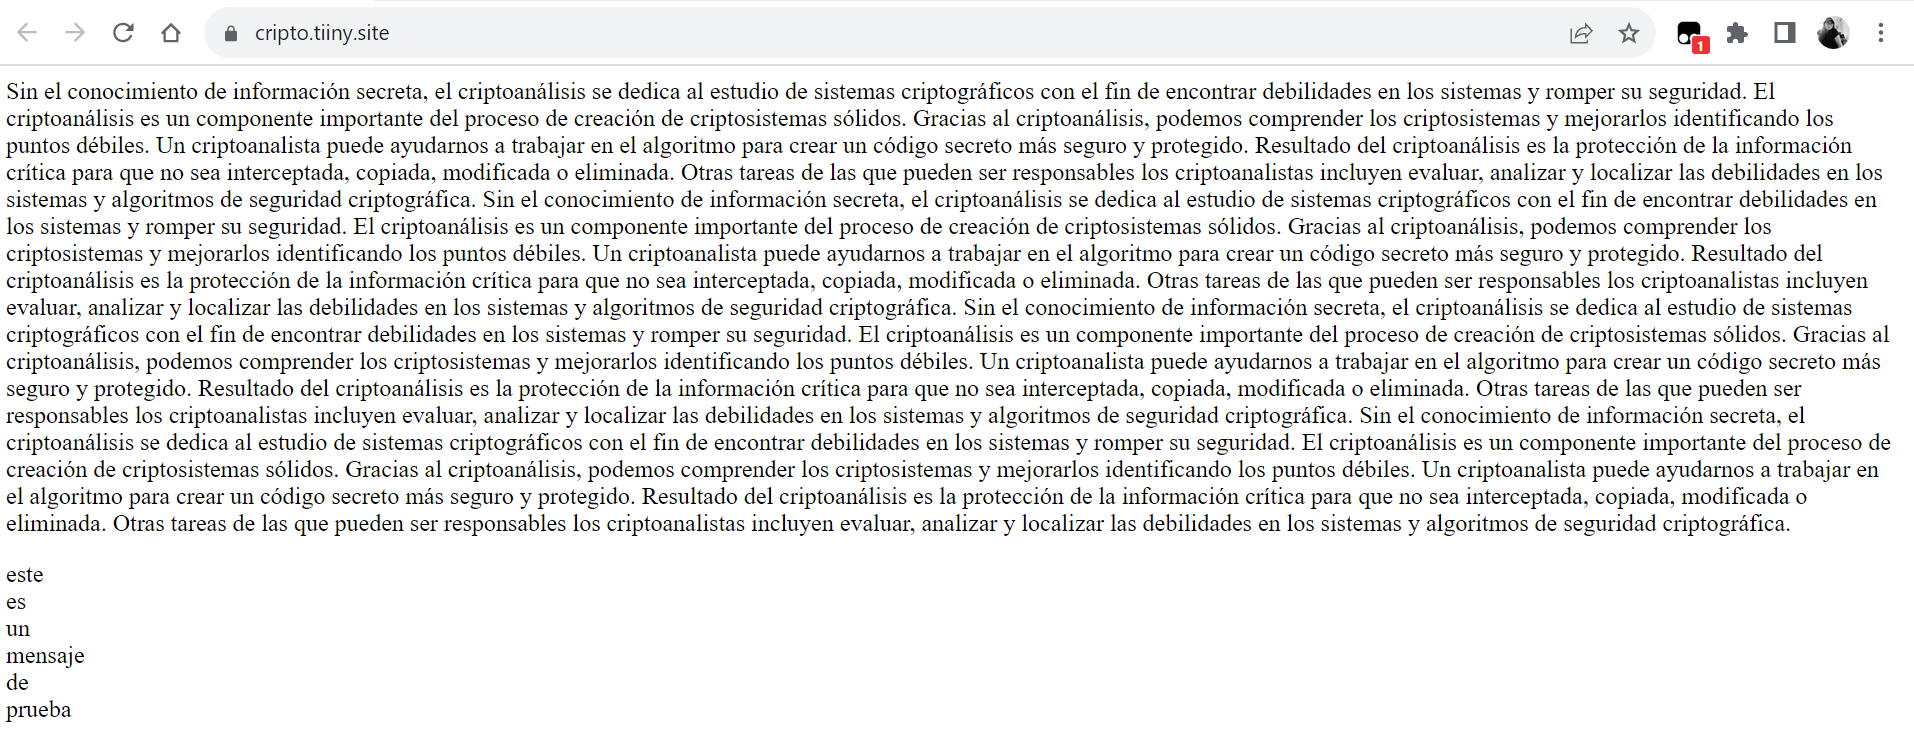 cripto.tiiny.site
1
Sin el conocimiento de información secreta, el criptoanálisis se dedica al estudio de sistemas criptográficos con el fin de encontrar debilidades en los sistemas y romper su seguridad. El
criptoanálisis es un componente importante del proceso de creación de criptosistemas sólidos. Gracias al criptoanálisis, podemos comprender los criptosistemas y mejorarlos identificando los
puntos débiles. Un criptoanalista puede ayudarnos a trabajar en el algoritmo para crear un código secreto más seguro y protegido. Resultado del criptoanálisis es la protección de la información
crítica para que no sea interceptada, copiada, modificada o eliminada. Otras tareas de las que pueden ser responsables los criptoanalistas incluyen evaluar, analizar y localizar las debilidades en los
sistemas y algoritmos de seguridad criptográfica. Sin el conocimiento de información secreta, el criptoanálisis se dedica al estudio de sistemas criptográficos con el fin de encontrar debilidades en
los sistemas y romper su seguridad. El criptoanálisis es un componente importante del proceso de creación de criptosistemas sólidos. Gracias al criptoanálisis, podemos comprender los
criptosistemas y mejorarlos identificando los puntos débiles. Un criptoanalista puede ayudarnos a trabajar en el algoritmo para crear un código secreto más seguro y protegido. Resultado del
criptoanálisis es la protección de la información crítica para que no sea interceptada, copiada, modificada o eliminada. Otras tareas de las que pueden ser responsables los criptoanalistas incluyen
evaluar, analizar y localizar las debilidades en los sistemas y algoritmos de seguridad criptográfica. Sin el conocimiento de información secreta, el criptoanálisis se dedica al estudio de sistemas
criptográficos con el fin de encontrar debilidades en los sistemas y romper su seguridad. El criptoanálisis es un componente importante del proceso de creación de criptosistemas sólidos. Gracias al
criptoanálisis, podemos comprender los criptosistemas y mejorarlos identificando los puntos débiles. Un criptoanalista puede ayudarnos a trabajar en el algoritmo para crear un código secreto más
seguro y protegido. Resultado del criptoanálisis es la protección de la información crítica para que no sea interceptada, copiada, modificada o eliminada. Otras tareas de las que pueden ser
responsables los criptoanalistas incluyen evaluar, analizar y localizar las debilidades en los sistemas y algoritmos de seguridad criptográfica. Sin el conocimiento de información secreta, el
criptoanálisis se dedica al estudio de sistemas criptográficos con el fin de encontrar debilidades en los sistemas y romper su seguridad. El criptoanálisis es un componente importante del proceso de
creación de criptosistemas sólidos. Gracias al criptoanálisis, podemos comprender los criptosistemas y mejorarlos identificando los puntos débiles. Un criptoanalista puede ayudarnos a trabajar en
el algoritmo para crear un código secreto más seguro y protegido. Resultado del criptoanálisis es la protección de la información crítica para que no sea interceptada, copiada, modificada o
eliminada. Otras tareas de las que pueden ser responsables los criptoanalistas incluyen evaluar, analizar y localizar las debilidades en los sistemas y algoritmos de seguridad criptográfica.
este
es
un
mensaje
de
prueba